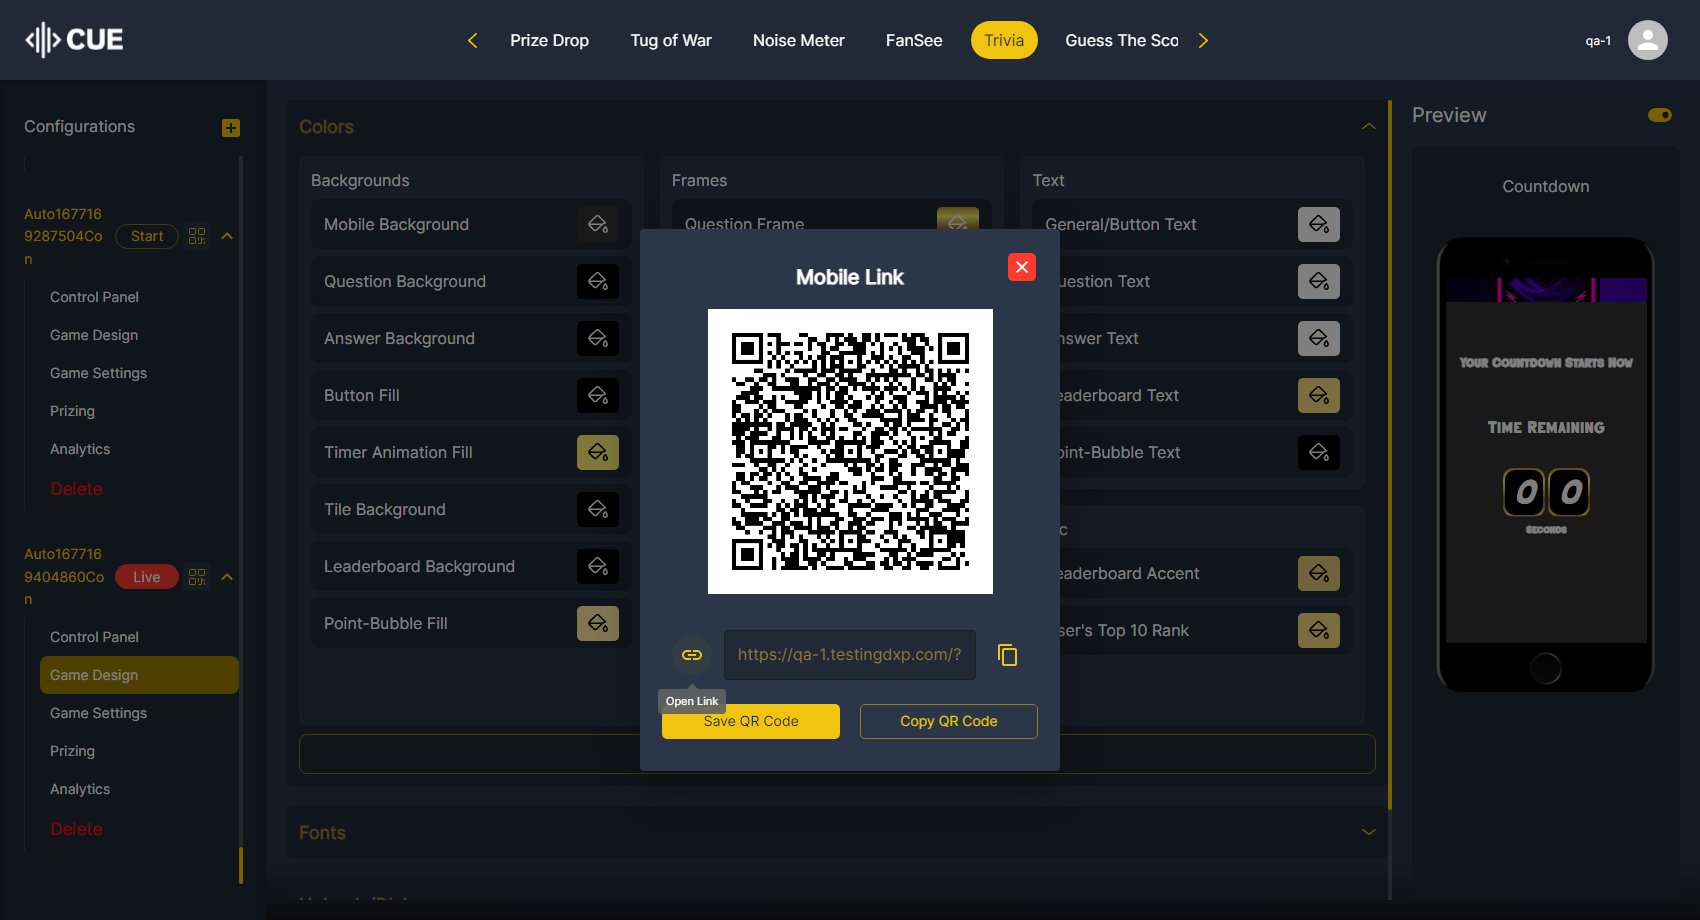 CUE
Prize Drop
Tug of War
Noise Meter
FanSee
Trivia
Guess The Sco
qa-1
Configurations
Auto167716
9287504Co
n
Start
Control Panel
Game Design
Game Settings
Prizing
Analytics
Delete
Auto167716
9404860Co
n
Live
Control Panel
Game Design
Game Settings
Prizing
Analytics
Delete
Colors
Backgrounds
Mobile Background
Question Background
Answer Background
Button Fill
Timer Animation Fill
Tile Background
Leaderboard Background
Point-Bubble Fill
Frames
Question Frame
Text
General/Button Text
uestion Text
nswer Text
eaderboard Text
oint-Bubble Text
c
eaderboard Accent
ser's Top 10 Rank
Mobile Link
https://qa-1.testingdxp.com/?
Open Link
Save QR Code
Copy QR Code
Fonts
Preview
Countdown
Your Countdown Starts Now
Time Remaining
0 0
Seconds